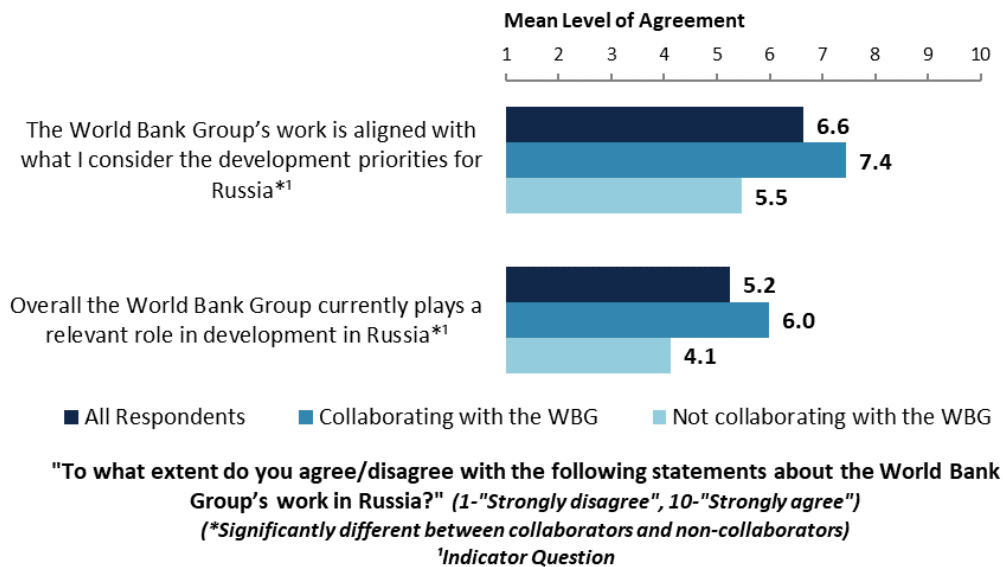 Mean Level of Agreement
1 2 3 4 5 6 7 8 9 10
The World Bank Group’s work is aligned with
what I consider the development priorities for
Russia*¹
6.6
7.4
5.5
Overall the World Bank Group currently plays a
relevant role in development in Russia*¹
5.2
6.0
4.1
All Respondents Collaborating with the WBG Not collaborating with the WBG
"To what extent do you agree/disagree with the following statements about the World Bank
Group’s work in Russia?" (1-"Strongly disagree", 10-"Strongly agree")
(*Significantly different between collaborators and non-collaborators)
¹Indicator Question